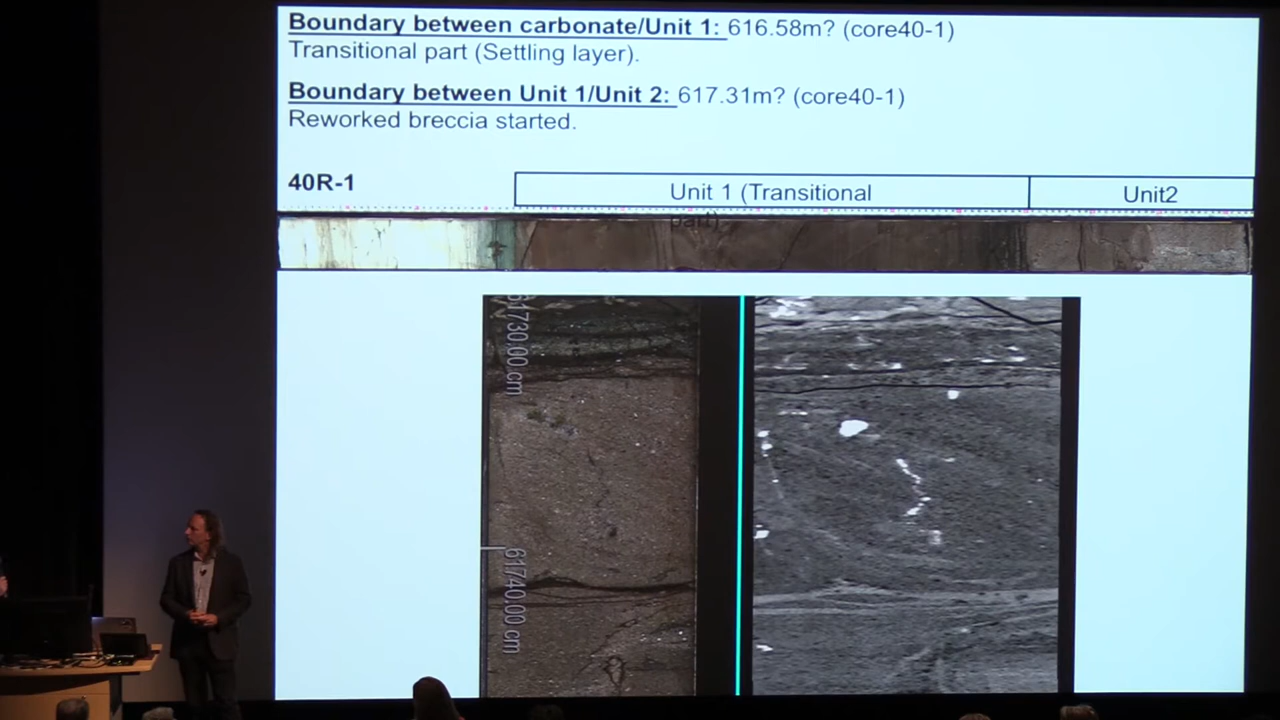 Boundary between carbonate/Unit 1: 616.58m? (core40-1)
Transitional part (Settling layer).
Boundary between Unit 1/Unit 2: 617.31m? (core40-1)
Reworked breccia started.
40R-1
Unit 1 (Transitional
part)
Unit2
61730.00 cm
61740.00 cm